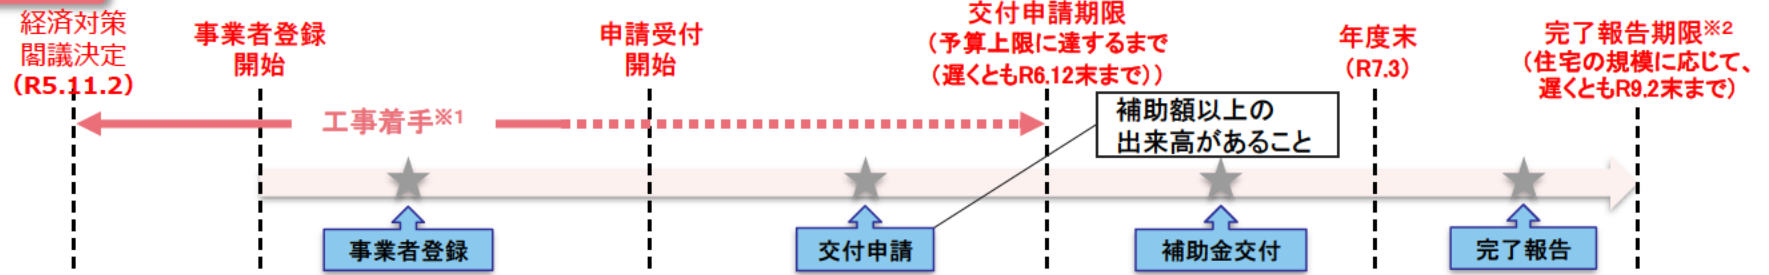 経済対策
閣議決定
（R5.11.2）
事業者登録
開始
申請受付
開始
交付申請期限
（予算上限に達するまで
（遅くともR6.12末まで））
年度末
（R7.3）
完了報告期限※2
（住宅の規模に応じて、
遅くともR9.2末まで）
工事着手※1
補助額以上の
出来高があること
事業者登録
交付申請
補助金交付
完了報告